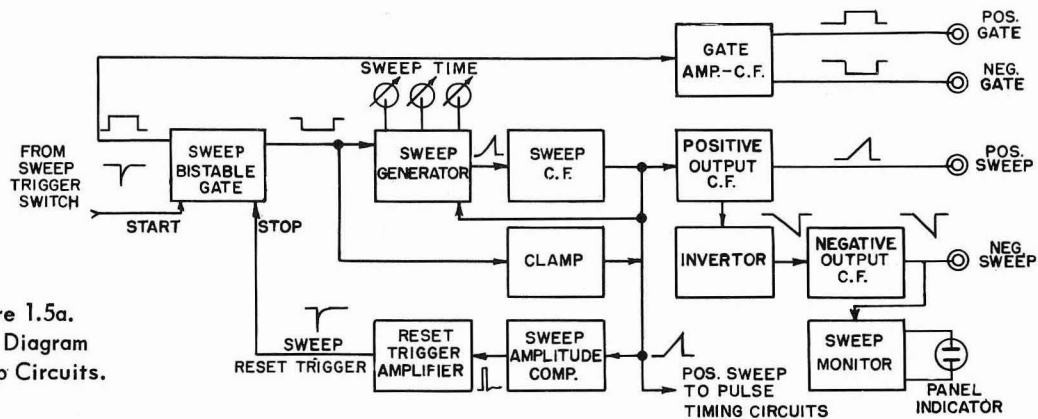 POS.
GATE
GATE
AMP.-C.F.
NEG.
GATE
SWEEP TIME
FROM
SWEEP
TRIGGER
SWITCH
SWEEP
BISTABLE
GATE
START
STOP
SWEEP
GENERATOR
SWEEP
C.F.
POSITIVE
OUTPUT
C.F.
POS.
SWEEP
CLAMP
INVERTOR
NEGATIVE
OUTPUT
C.F.
NEG.
SWEEP
re 1.5a.
Diagram
Circuits.
SWEEP
RESET TRIGGER
RESET
TRIGGER
AMPLIFIER
SWEEP
AMPLITUDE
COMP.
POS. SWEEP
TO PULSE
TIMING CIRCUITS
SWEEP
MONITOR
PANEL
INDICATOR